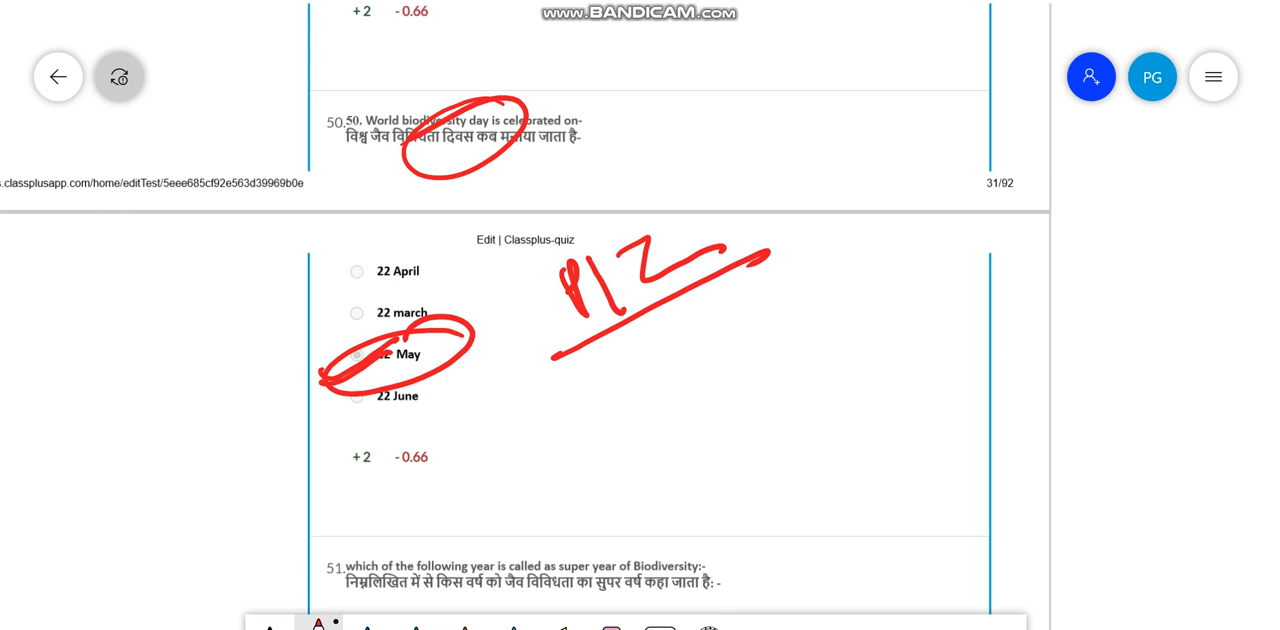 + 2 - 0.66
www.BANDICAM.com
PG
50. 50. World biodiversity day is celebrated on-
विश्व जैव विविधता दिवस कब मनाया जाता है-
s.classplusapp.com/home/editTest/5eee685cf92e563d39969b0e
31/92
Edit | Classplus-quiz
22 April
22 march
22 May
22 June
+ 2 - 0.66
51. which of the following year is called as super year of Biodiversity:-
निम्नलिखित में से किस वर्ष को जैव विविधता का सुपर वर्ष कहा जाता है: -